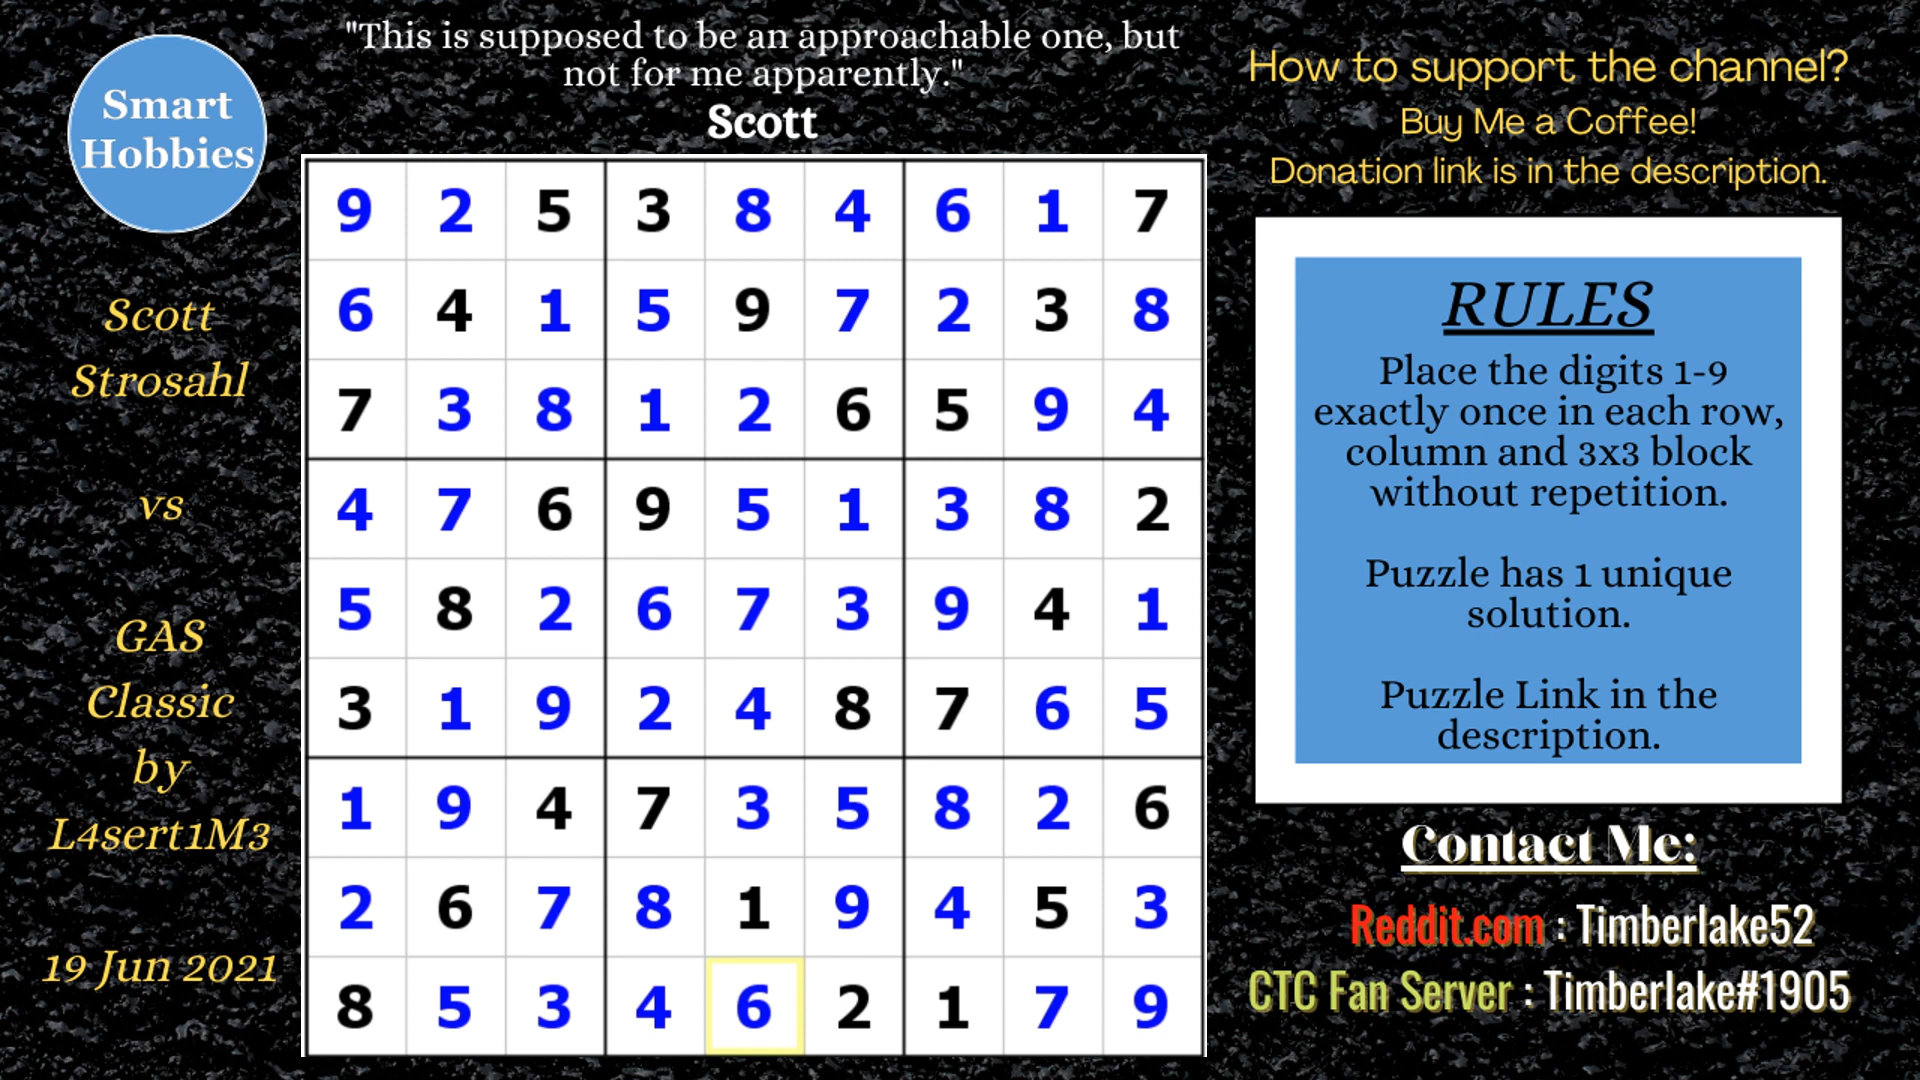 Smart
Hobbies
"This is supposed to be an approachable one, but
not for me apparently."
Scott
Scott
Strosahl
vs
GAS
Classic
by
L4sert1M3
19 Jun 2021
9 2 5 3 8 4 6 1 7
6 4 1 5 9 7 2 3 8
7 3 8 1 2 6 5 9 4
4 7 6 9 5 1 3 8 2
5 8 2 6 7 3 9 4 1
3 1 9 2 4 8 7 6 5
1 9 4 7 3 5 8 2 6
2 6 7 8 1 9 4 5 3
8 5 3 4 6 2 1 7 9
How to support the channel?
Buy Me a Coffee!
Donation link is in the description.
RULES
Place the digits 1-9
exactly once in each row,
column and 3x3 block
without repetition.
Puzzle has 1 unique
solution.
Puzzle Link in the
description.
Contact Me:
Reddit.com : Timberlake52
CTC Fan Server : Timberlake#1905